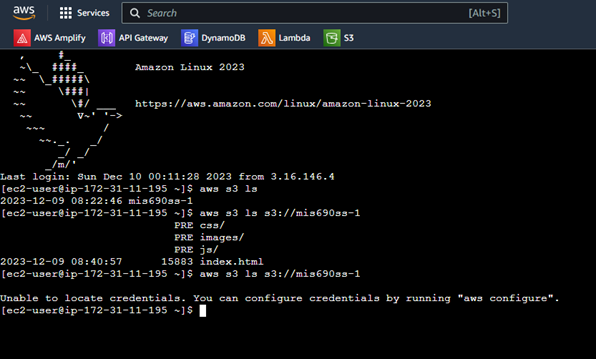 aws
Services
Search
[Alt+S]
AWS Amplify
API Gateway
DynamoDB
Lambda
S3
   ,     #_
   ~\_  ####_        Amazon Linux 2023
  ~~  \_#####\
  ~~     \###|
  ~~       \#/ ___   https://aws.amazon.com/linux/amazon-linux-2023
   ~~       V~' '->
    ~~~         /
      ~~._.   _/
         _/ _/
       _/m/'
Last login: Sun Dec 10 00:11:28 2023 from 3.16.146.4
[ec2-user@ip-172-31-11-195 ~]$ aws s3 ls
2023-12-09 08:22:46 mis690ss-1
[ec2-user@ip-172-31-11-195 ~]$ aws s3 ls s3://mis690ss-1
                           PRE css/
                           PRE images/
                           PRE js/
2023-12-09 08:40:57      15883 index.html
[ec2-user@ip-172-31-11-195 ~]$ aws s3 ls s3://mis690ss-1
Unable to locate credentials. You can configure credentials by running "aws configure".
[ec2-user@ip-172-31-11-195 ~]$